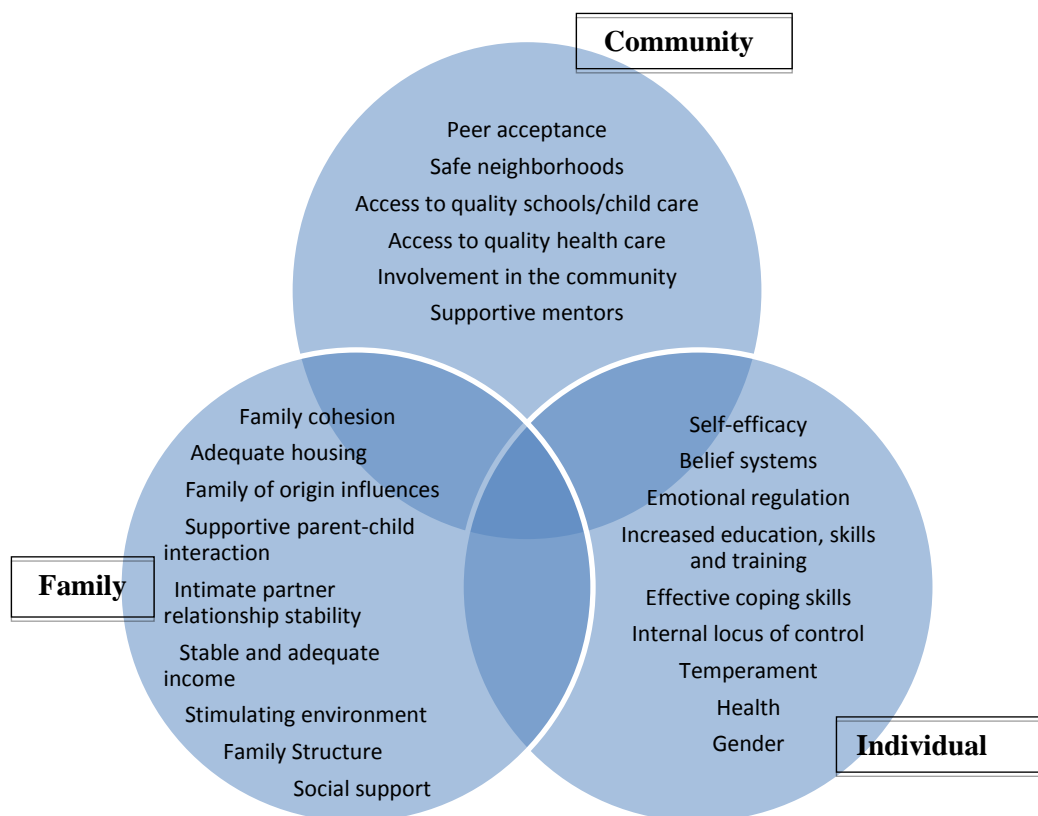 Community
Peer acceptance
Safe neighborhoods
Access to quality schools/child care
Access to quality health care
Involvement in the community
Supportive mentors
Family
Family cohesion
Adequate housing
Family of origin influences
Supportive parent-child
interaction
Intimate partner
relationship stability
Stable and adequate
income
Stimulating environment
Family Structure
Social support
Self-efficacy
Belief systems
Emotional regulation
Increased education, skills
and training
Effective coping skills
Internal locus of control
Temperament
Health
Gender
Individual